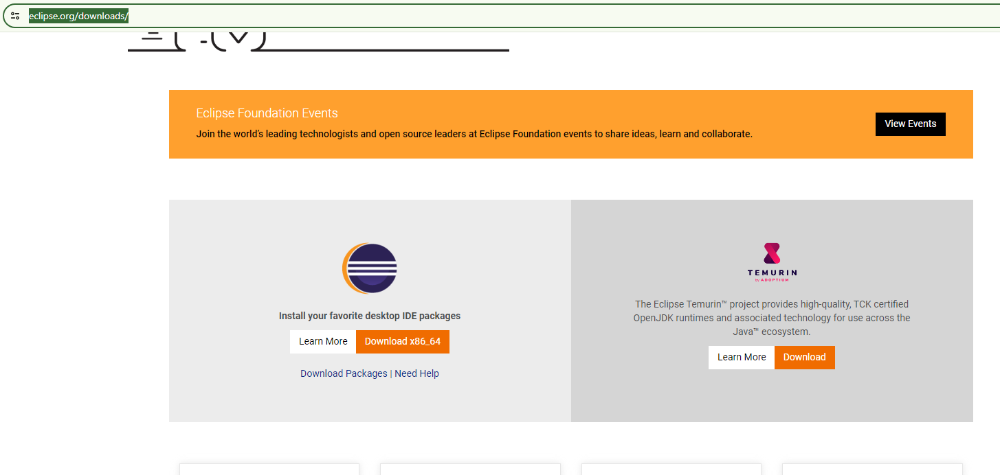 eclipse.org/downloads/
Eclipse Foundation Events
Join the world's leading technologists and open source leaders at Eclipse Foundation events to share ideas, learn and collaborate.
View Events
Install your favorite desktop IDE packages
Learn More
Download x86_64
Download Packages | Need Help
TEMURIN
by ADOPTIUM
The Eclipse Temurin™ project provides high-quality, TCK certified
OpenJDK runtimes and associated technology for use across the
Java™ ecosystem.
Learn More
Download